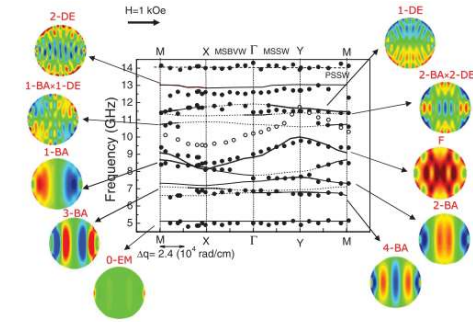 2-DE
H=1 kOe
1-DE
M
X
MSBVW
Γ
MSSW
Y
M
PSSW
1-BA×1-DE
2-BA×2-DE
14
13
12
11
10
9
8
7
6
5
Frequency (GHz)
1-BA
F
3-BA
2-BA
0-EM
4-BA
M
X
Γ
Y
M
Δq= 2.4 (10⁴ rad/cm)